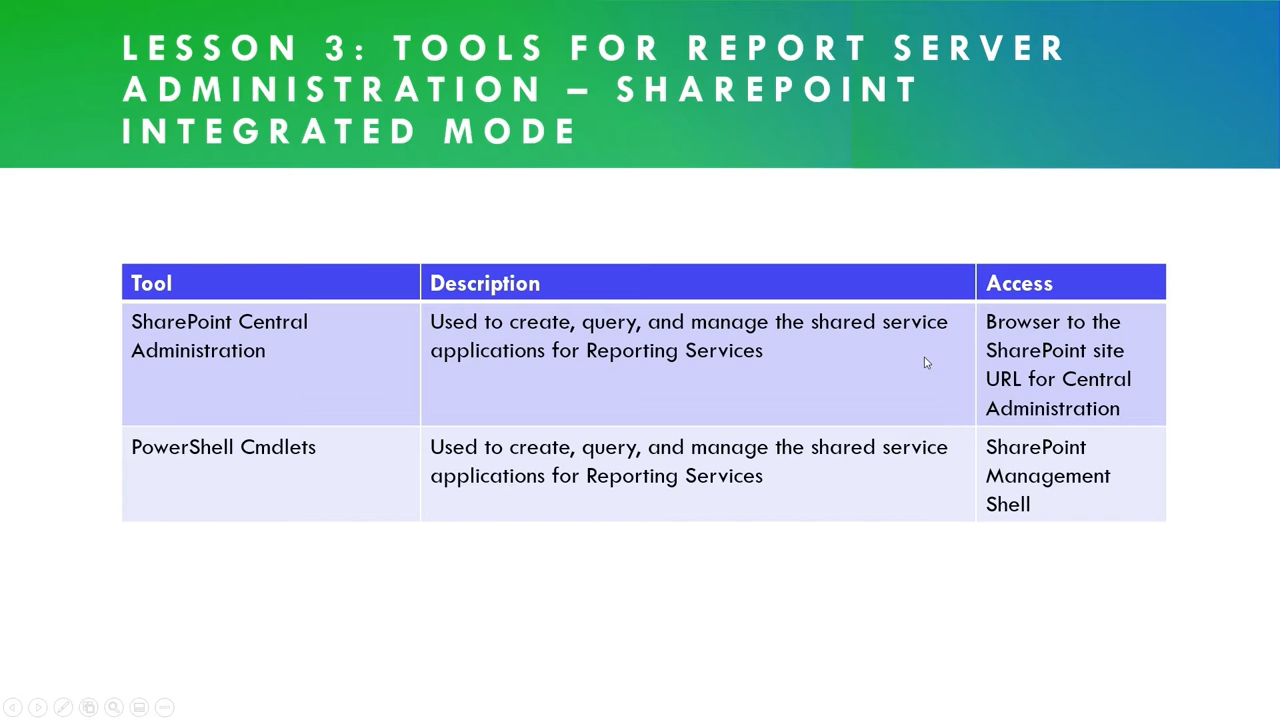 LESSON 3: TOOLS FOR REPORT SERVER
ADMINISTRATION – SHAREPOINT
INTEGRATED MODE
Tool
Description
Access
SharePoint Central
Administration
Used to create, query, and manage the shared service
applications for Reporting Services
Browser to the
SharePoint site
URL for Central
Administration
PowerShell Cmdlets
Used to create, query, and manage the shared service
applications for Reporting Services
SharePoint
Management
Shell